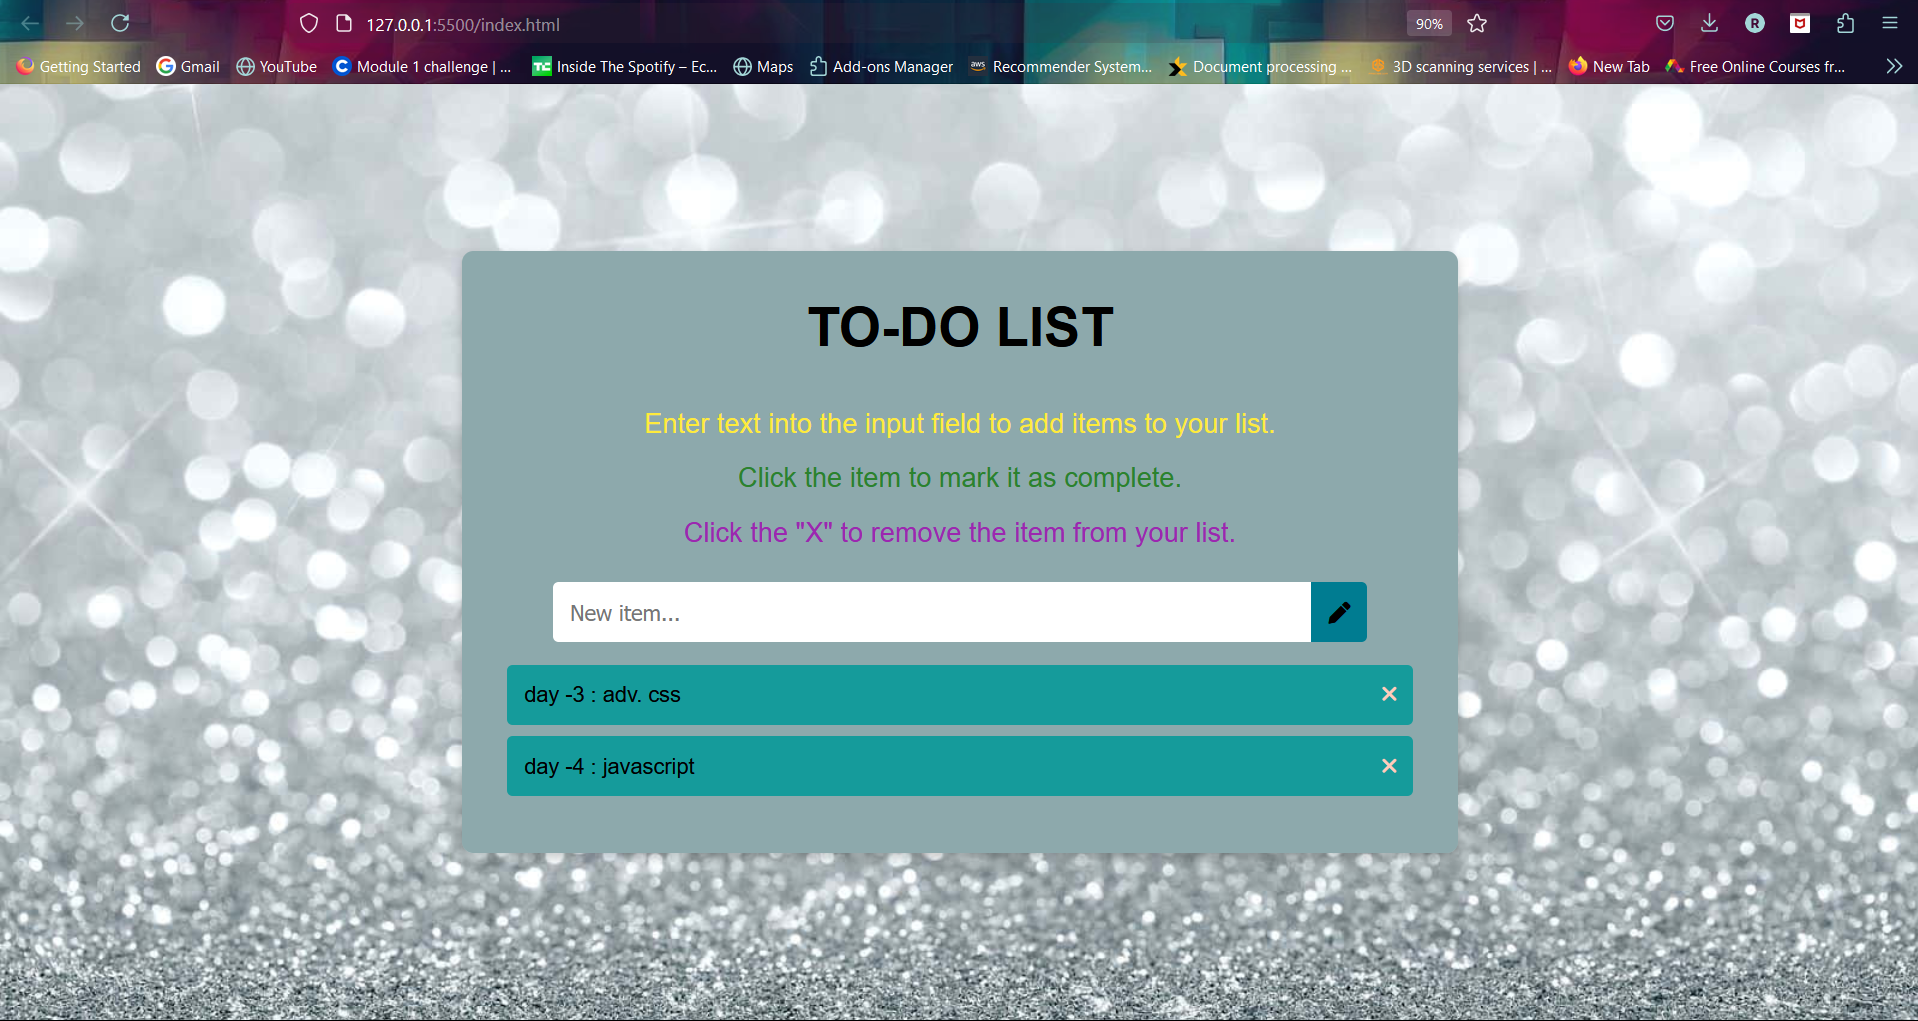 127.0.0.1:5500/index.html 90% R
Getting Started Gmail YouTube C Module 1 challenge | ... TC Inside The Spotify – Ec... Maps Add-ons Manager aws Recommender System... Document processing ... 3D scanning services | ... New Tab Free Online Courses fr...
TO-DO LIST
Enter text into the input field to add items to your list.
Click the item to mark it as complete.
Click the "X" to remove the item from your list.
New item...
day -3 : adv. css ×
day -4 : javascript ×